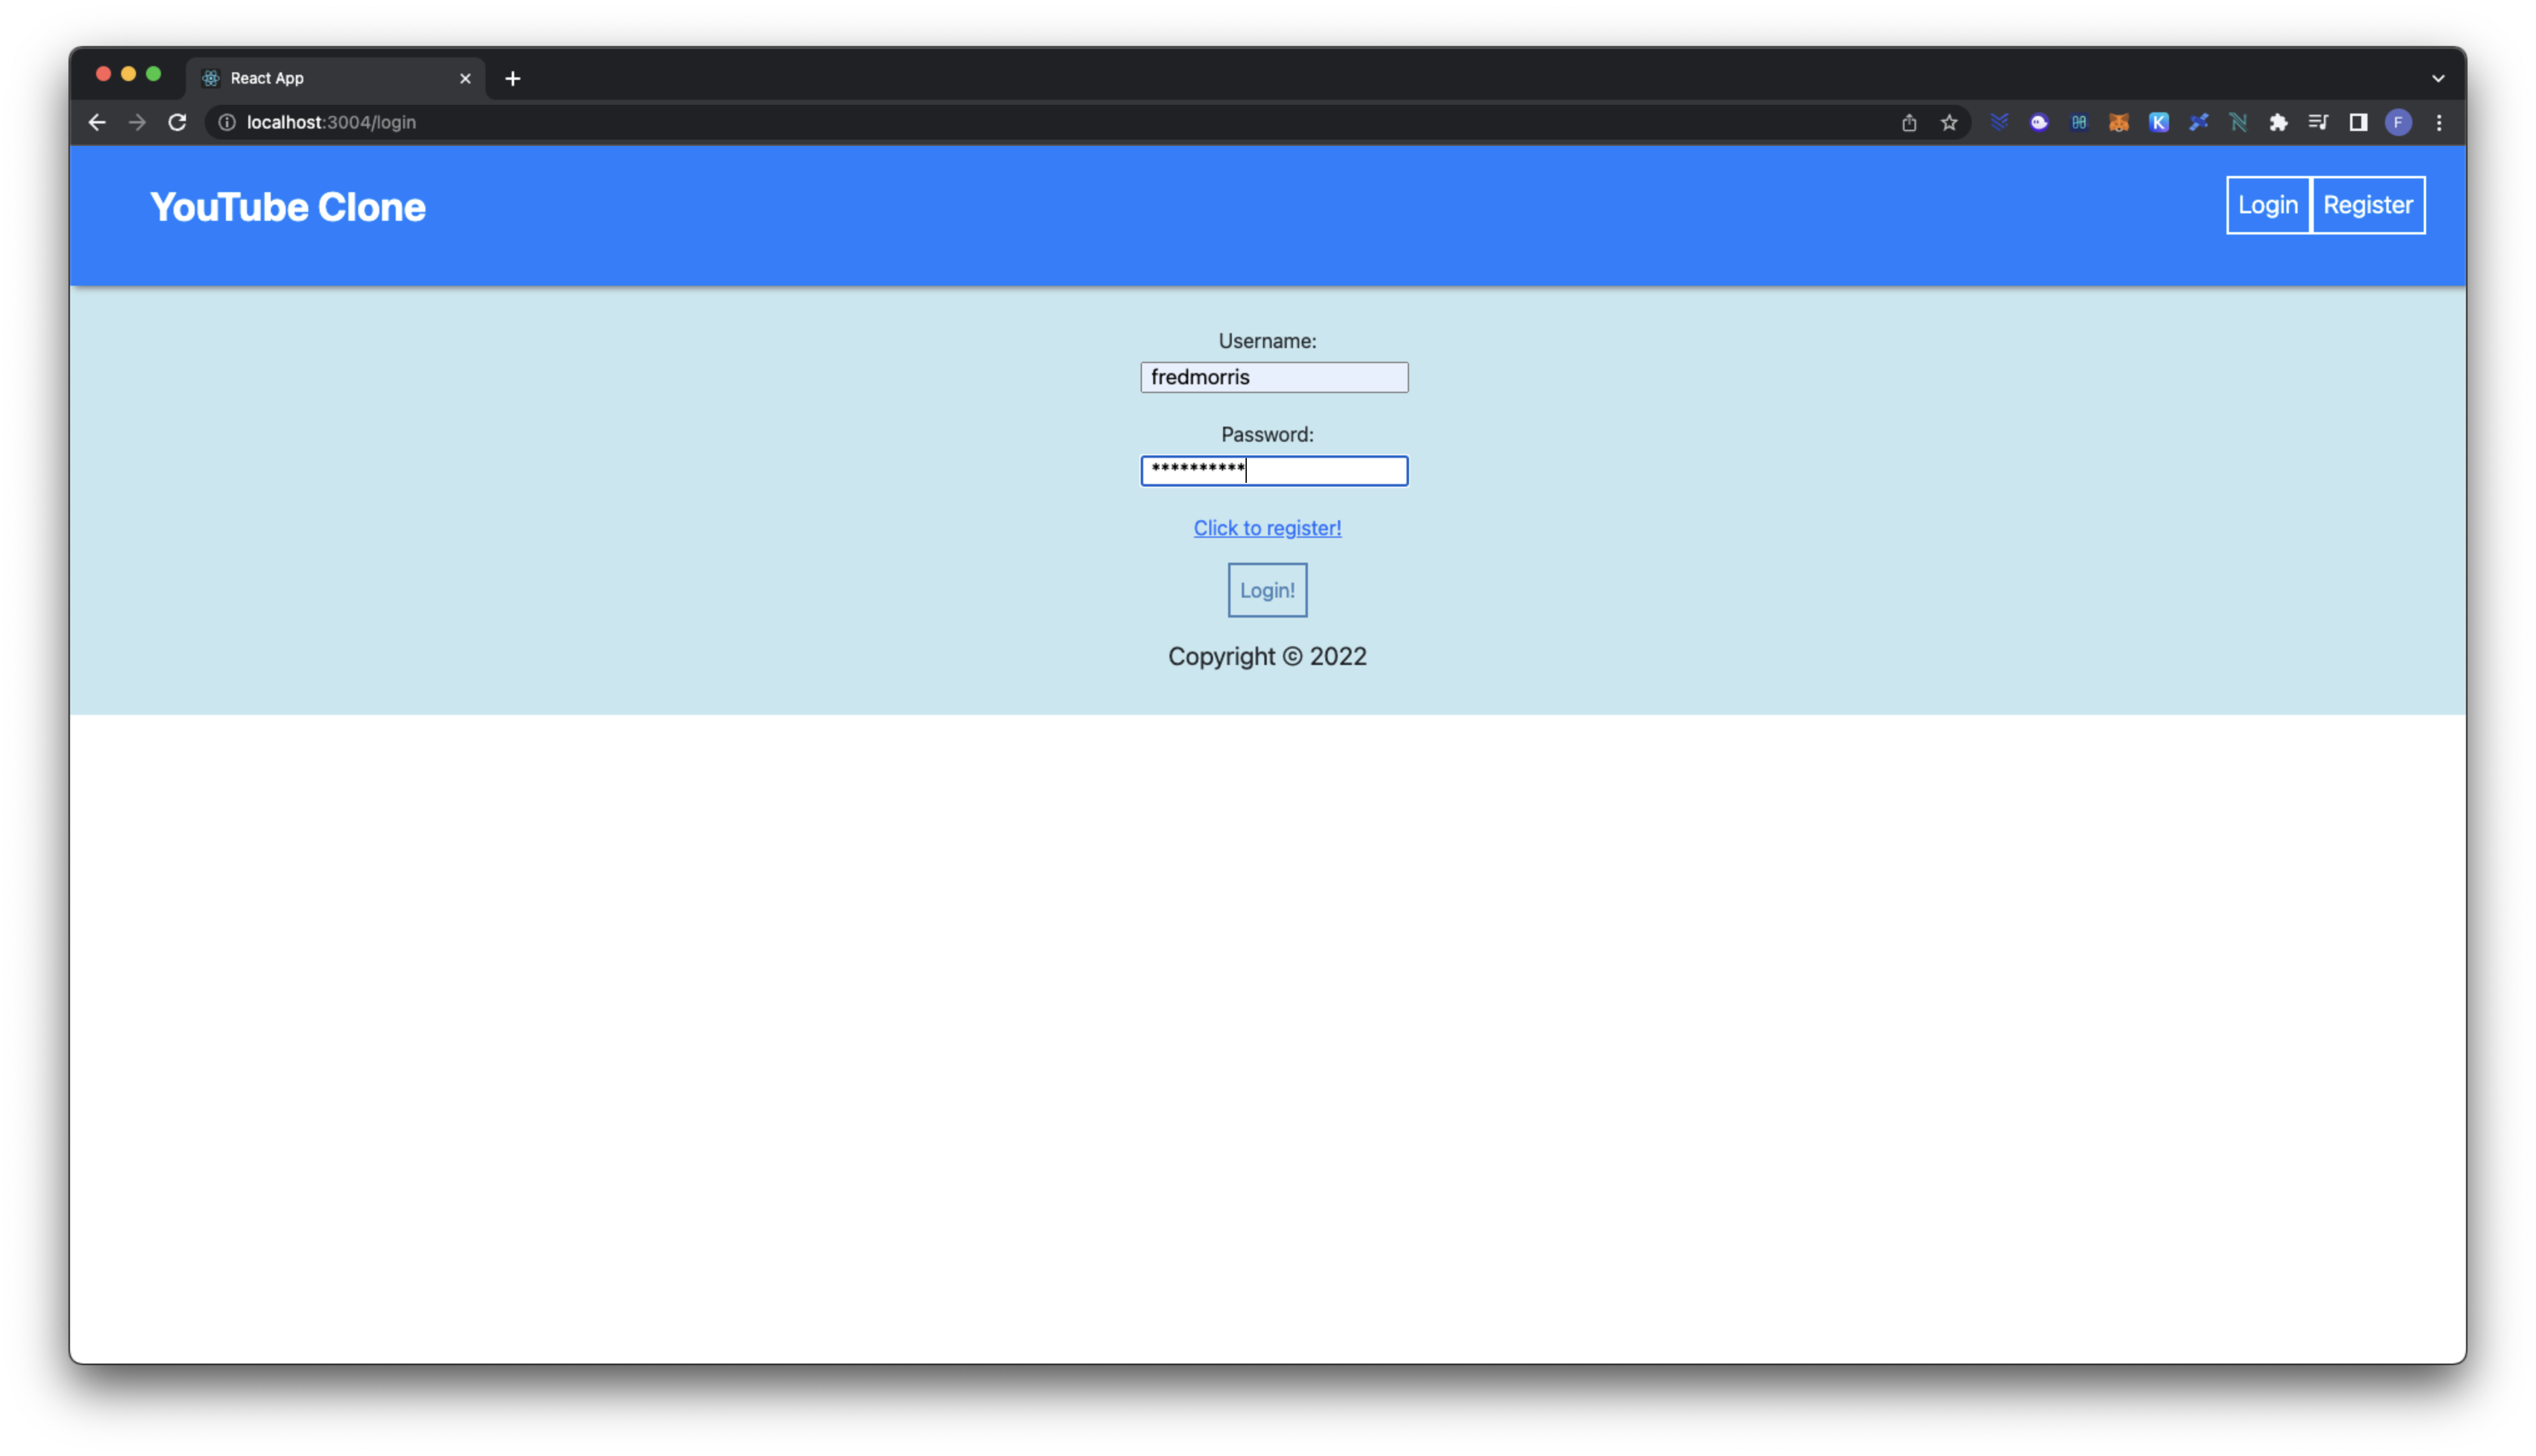 React App
localhost:3004/login
K
F
YouTube Clone
Login
Register
Username:
fredmorris
Password:
**********
Click to register!
Login!
Copyright © 2022